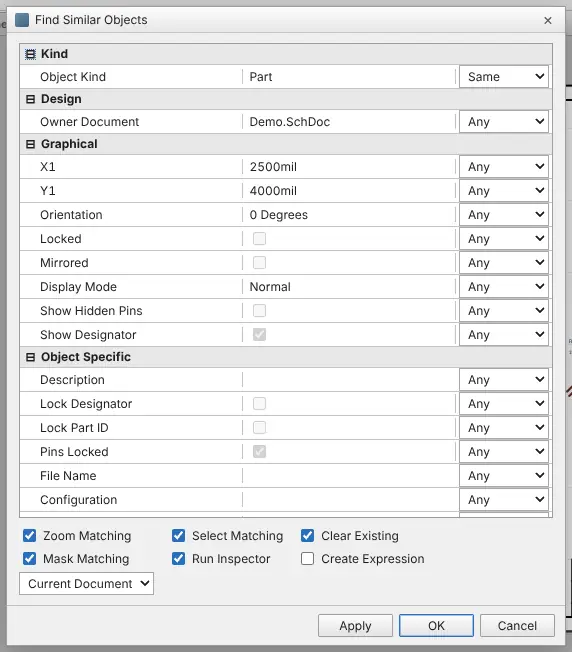 Find Similar Objects
Kind
Object Kind Part Same
Design
Owner Document Demo.SchDoc Any
Graphical
X1 2500mil Any
Y1 4000mil Any
Orientation 0 Degrees Any
Locked Any
Mirrored Any
Display Mode Normal Any
Show Hidden Pins Any
Show Designator Any
Object Specific
Description Any
Lock Designator Any
Lock Part ID Any
Pins Locked Any
File Name Any
Configuration Any
Zoom Matching Select Matching Clear Existing
Mask Matching Run Inspector Create Expression
Current Document
Apply OK Cancel